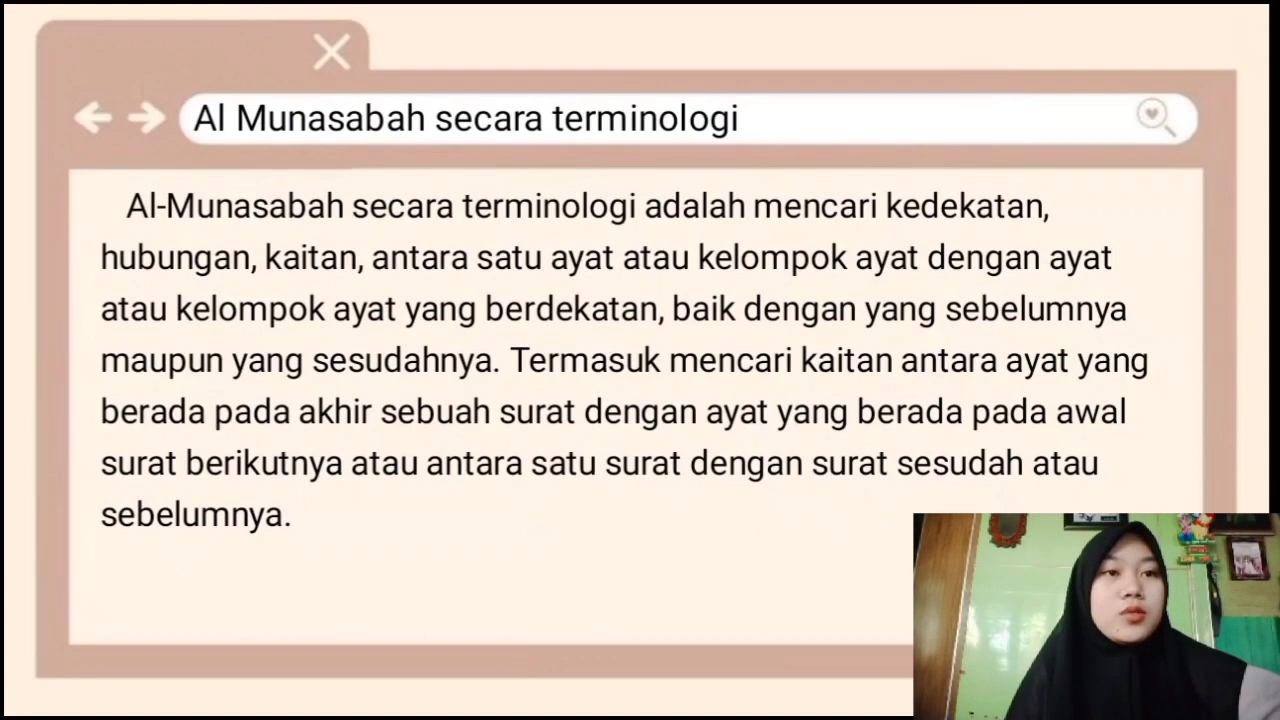 Al Munasabah secara terminologi
Al-Munasabah secara terminologi adalah mencari kedekatan,
hubungan, kaitan, antara satu ayat atau kelompok ayat dengan ayat
atau kelompok ayat yang berdekatan, baik dengan yang sebelumnya
maupun yang sesudahnya. Termasuk mencari kaitan antara ayat yang
berada pada akhir sebuah surat dengan ayat yang berada pada awal
surat berikutnya atau antara satu surat dengan surat sesudah atau
sebelumnya.